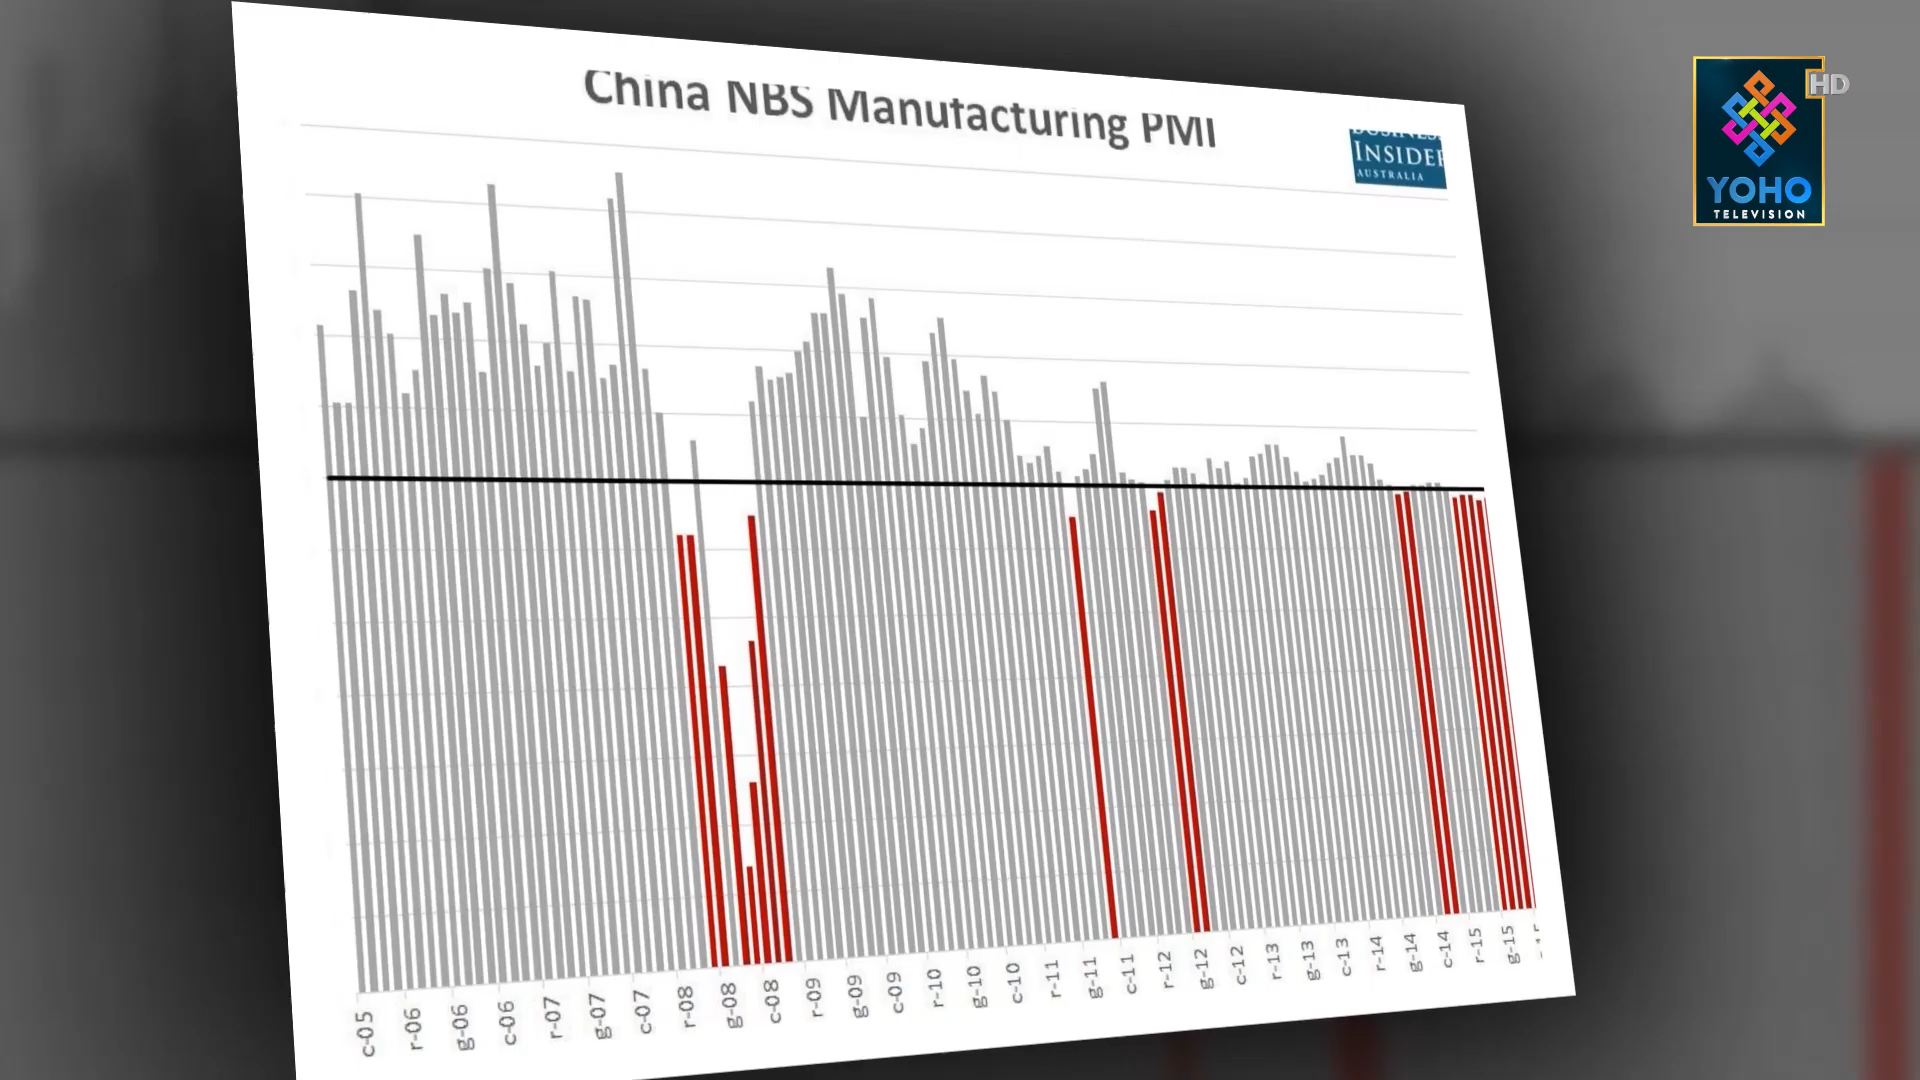 China NBS Manufacturing PMI
INSIDER
AUSTRALIA
HD
YOHO
TELEVISION
c-05 r-06 g-06 c-06 r-07 g-07 c-07 r-08 g-08 c-08 r-09 g-09 c-09 r-10 g-10 c-10 r-11 g-11 c-11 r-12 g-12 c-12 r-13 g-13 c-13 r-14 g-14 c-14 r-15 g-15